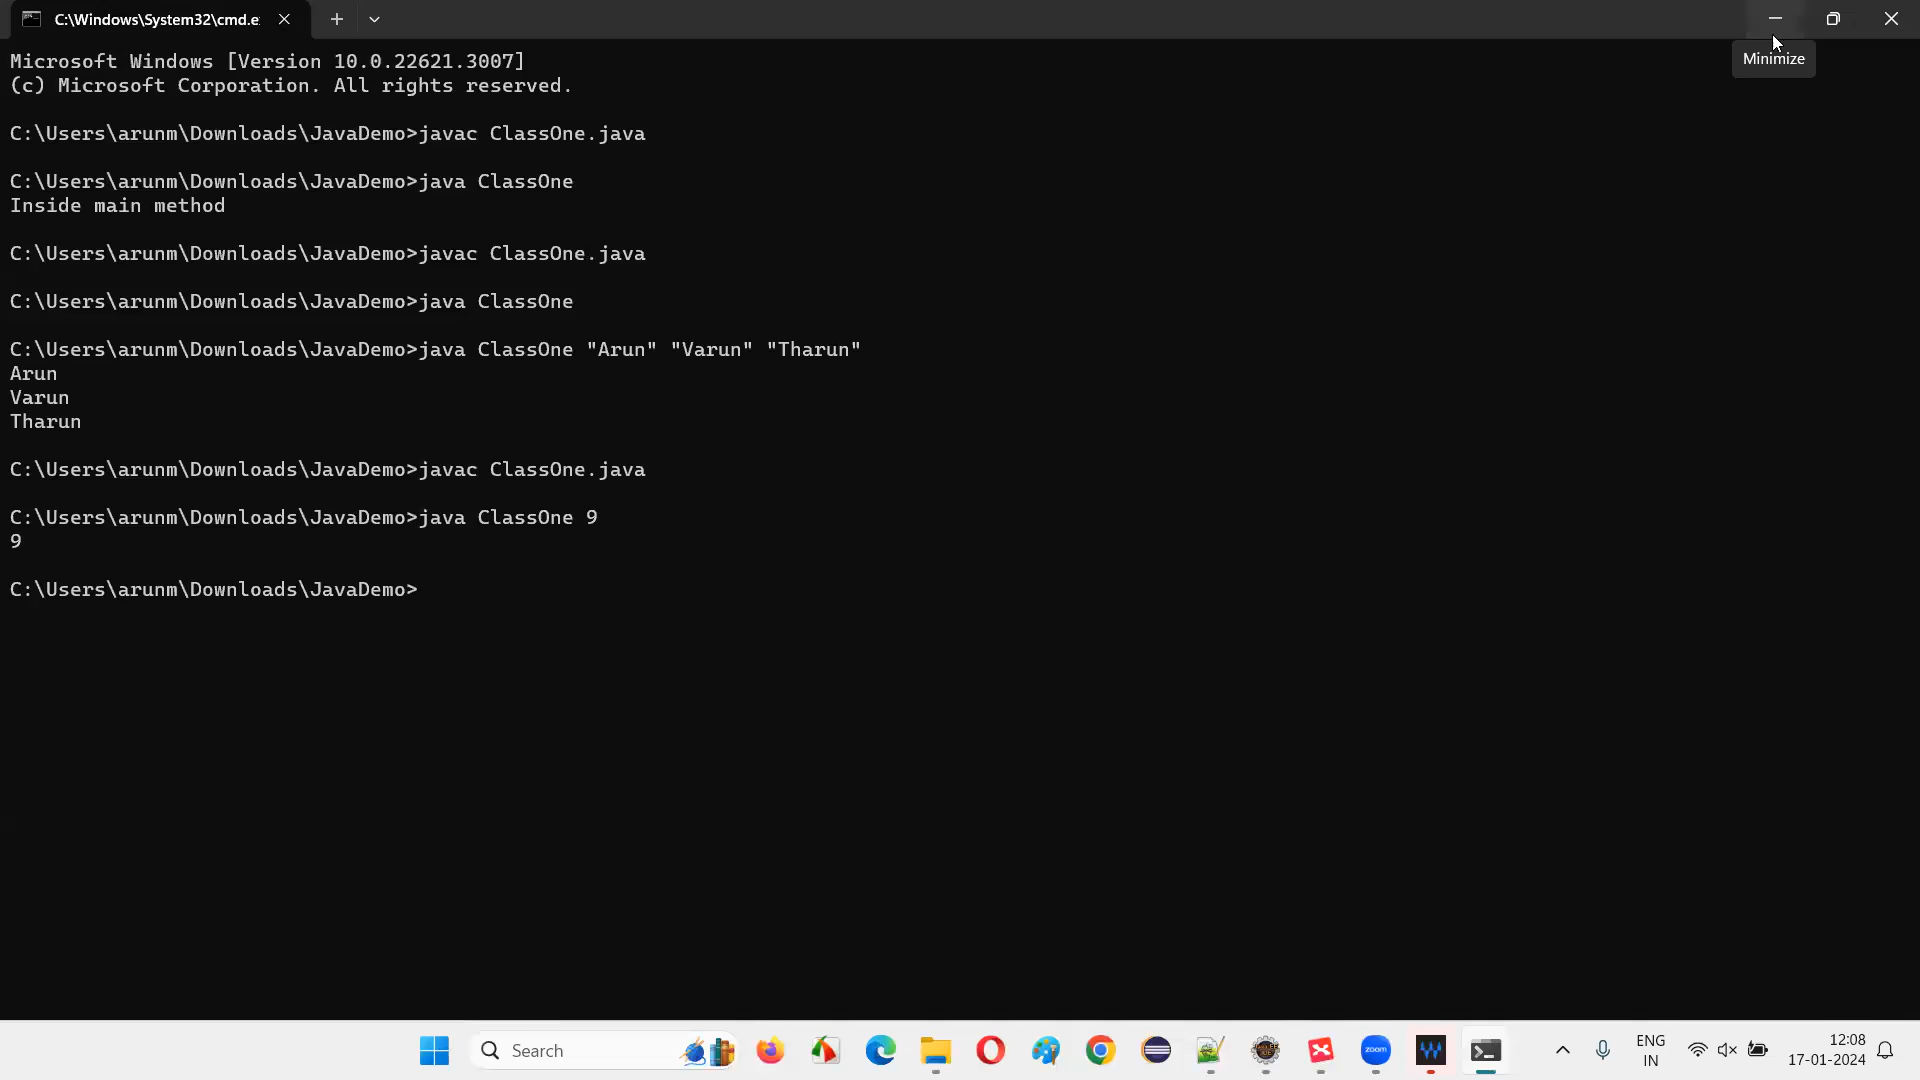 C:\Windows\System32\cmd.e
Minimize
Microsoft Windows [Version 10.0.22621.3007]
(c) Microsoft Corporation. All rights reserved.
C:\Users\arunm\Downloads\JavaDemo>javac ClassOne.java
C:\Users\arunm\Downloads\JavaDemo>java ClassOne
Inside main method
C:\Users\arunm\Downloads\JavaDemo>javac ClassOne.java
C:\Users\arunm\Downloads\JavaDemo>java ClassOne
C:\Users\arunm\Downloads\JavaDemo>java ClassOne "Arun" "Varun" "Tharun"
Arun
Varun
Tharun
C:\Users\arunm\Downloads\JavaDemo>javac ClassOne.java
C:\Users\arunm\Downloads\JavaDemo>java ClassOne 9
9
C:\Users\arunm\Downloads\JavaDemo>
Search
zoom
ENG
IN
12:08
17-01-2024